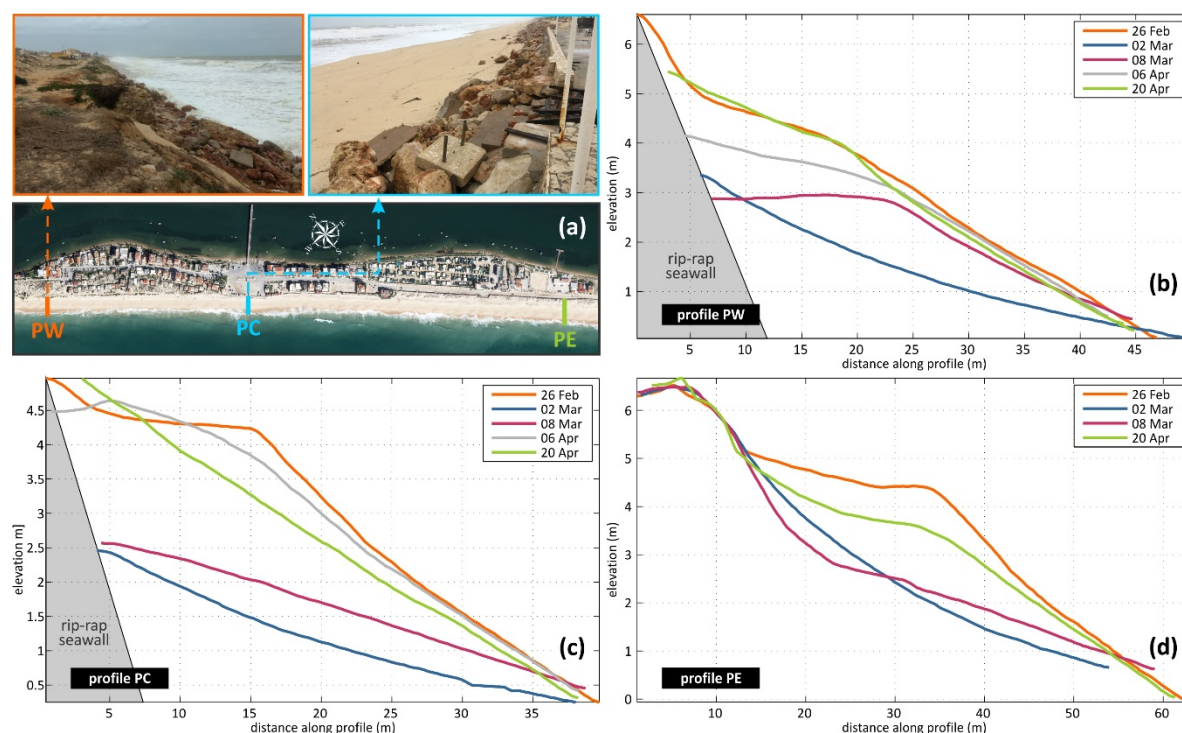 (a)
N
S
PW
PC
PE
26 Feb
02 Mar
08 Mar
06 Apr
20 Apr
6
5
4
3
2
1
elevation (m)
rip-rap
seawall
profile PW
(b)
5 10 15 20 25 30 35 40 45
distance along profile (m)
26 Feb
02 Mar
08 Mar
06 Apr
20 Apr
4.5
4
3.5
3
2.5
2
1.5
1
0.5
elevation m]
rip-rap
seawall
profile PC
(c)
5 10 15 20 25 30 35
distance along profile (m)
26 Feb
02 Mar
08 Mar
20 Apr
6
5
4
3
2
1
0
elevation (m)
profile PE
(d)
10 20 30 40 50 60
distance along profile (m)